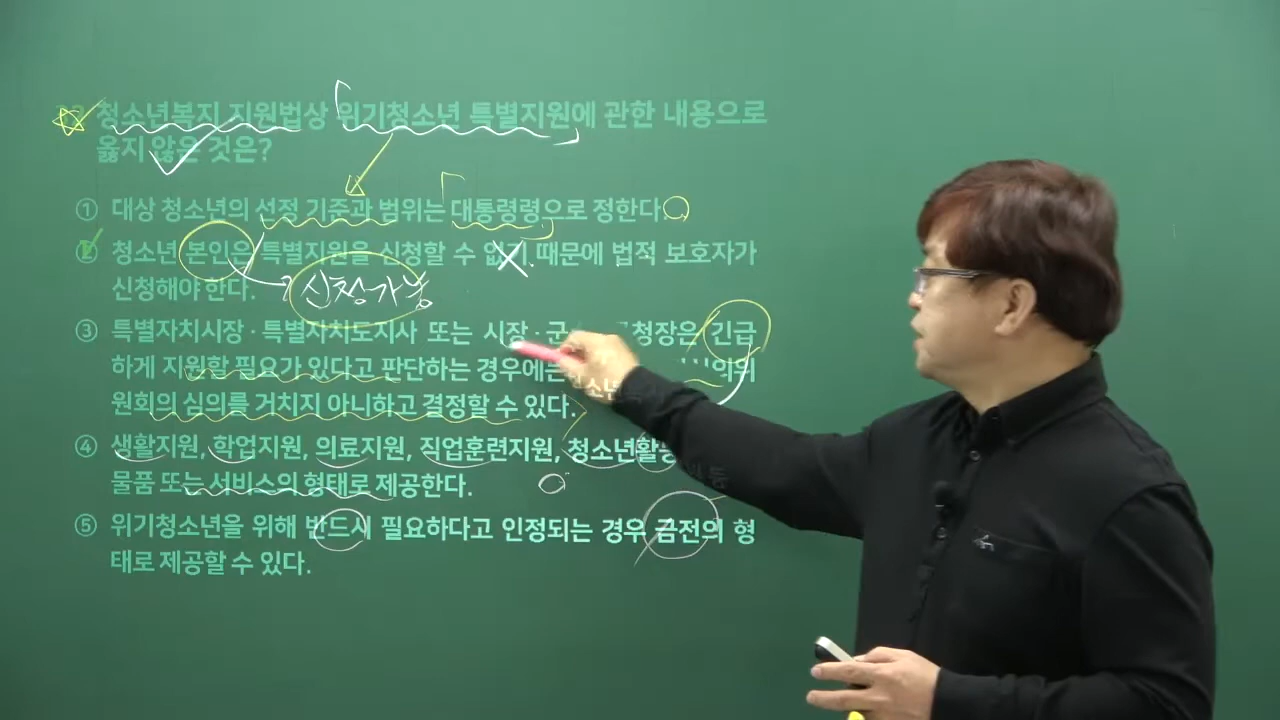 청소년복지 지원법상 위기청소년 특별지원에 관한 내용으로
옳지 않은 것은?
① 대상 청소년의 선정 기준과 범위는 대통령령으로 정한다.
② 청소년 본인은 특별지원을 신청할 수 없기 때문에 법적 보호자가
신청해야 한다.
신청가능
③ 특별자치시장·특별자치도지사 또는 시장·군 청장은 긴급
하게 지원할 필요가 있다고 판단하는 경우에는 의위
원회의 심의를 거치지 아니하고 결정할 수 있다.
④ 생활지원, 학업지원, 의료지원, 직업훈련지원, 청소년활동
물품 또는 서비스의 형태로 제공한다.
⑤ 위기청소년을 위해 반드시 필요하다고 인정되는 경우 금전의 형
태로 제공할 수 있다.